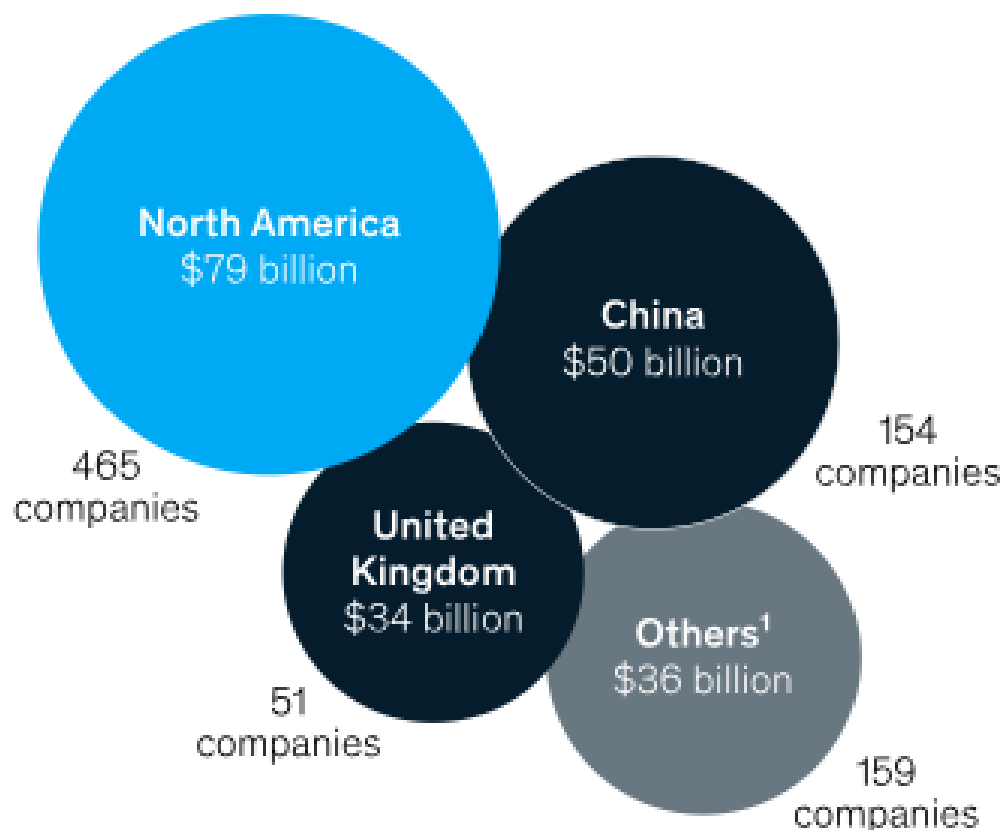 North America
$79 billion
China
$50 billion
465
companies
154
companies
United
Kingdom
$34 billion
Others¹
$36 billion
51
companies
159
companies